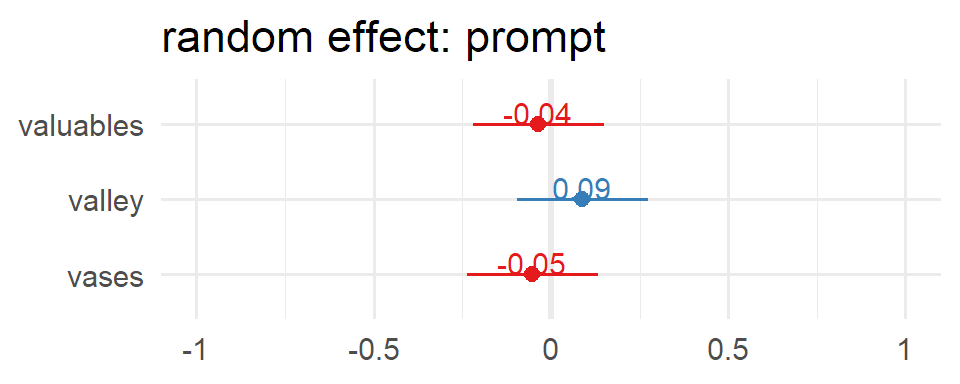 random effect: prompt
valuables
-0.04
valley
0.09
vases
-0.05
-1 -0.5 0 0.5 1